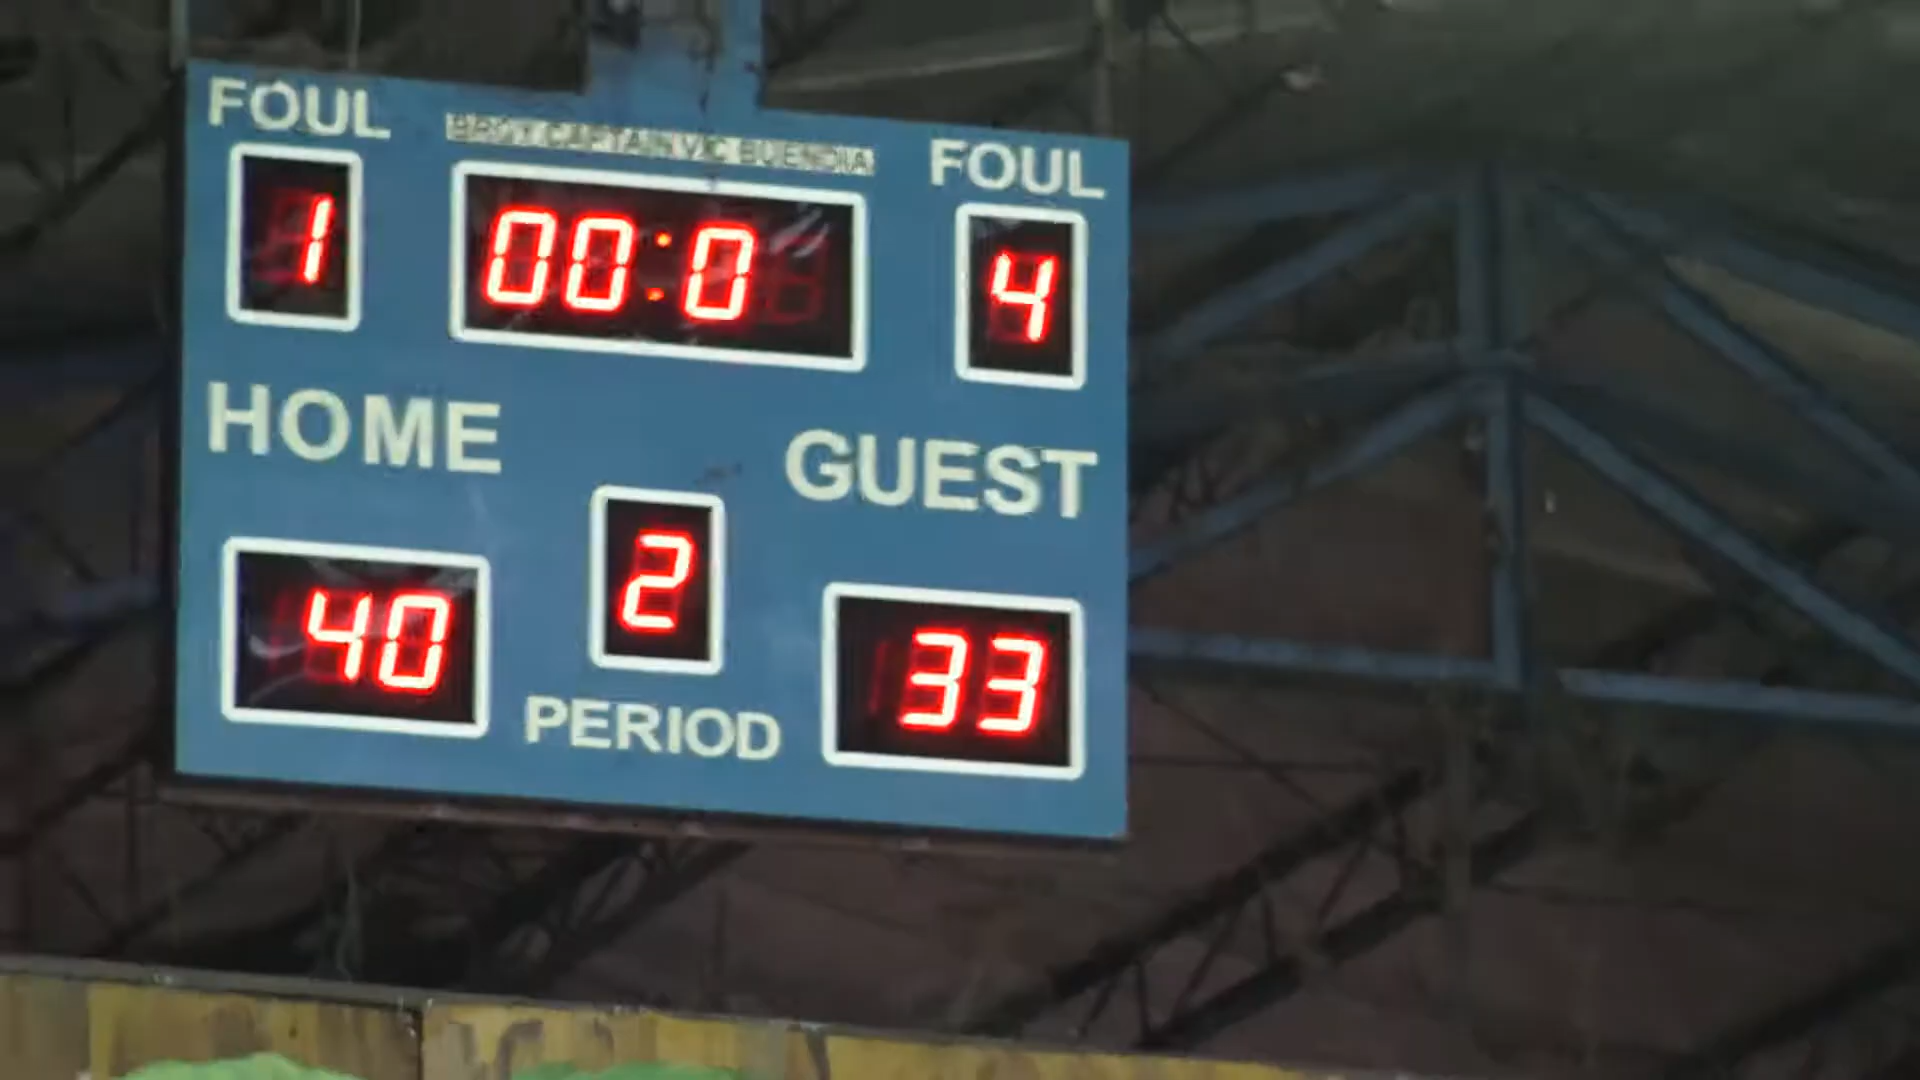 FOUL
BRGY CAPTAIN VIC BUENDIA
FOUL
1
00:0
4
HOME
GUEST
40
2
33
PERIOD